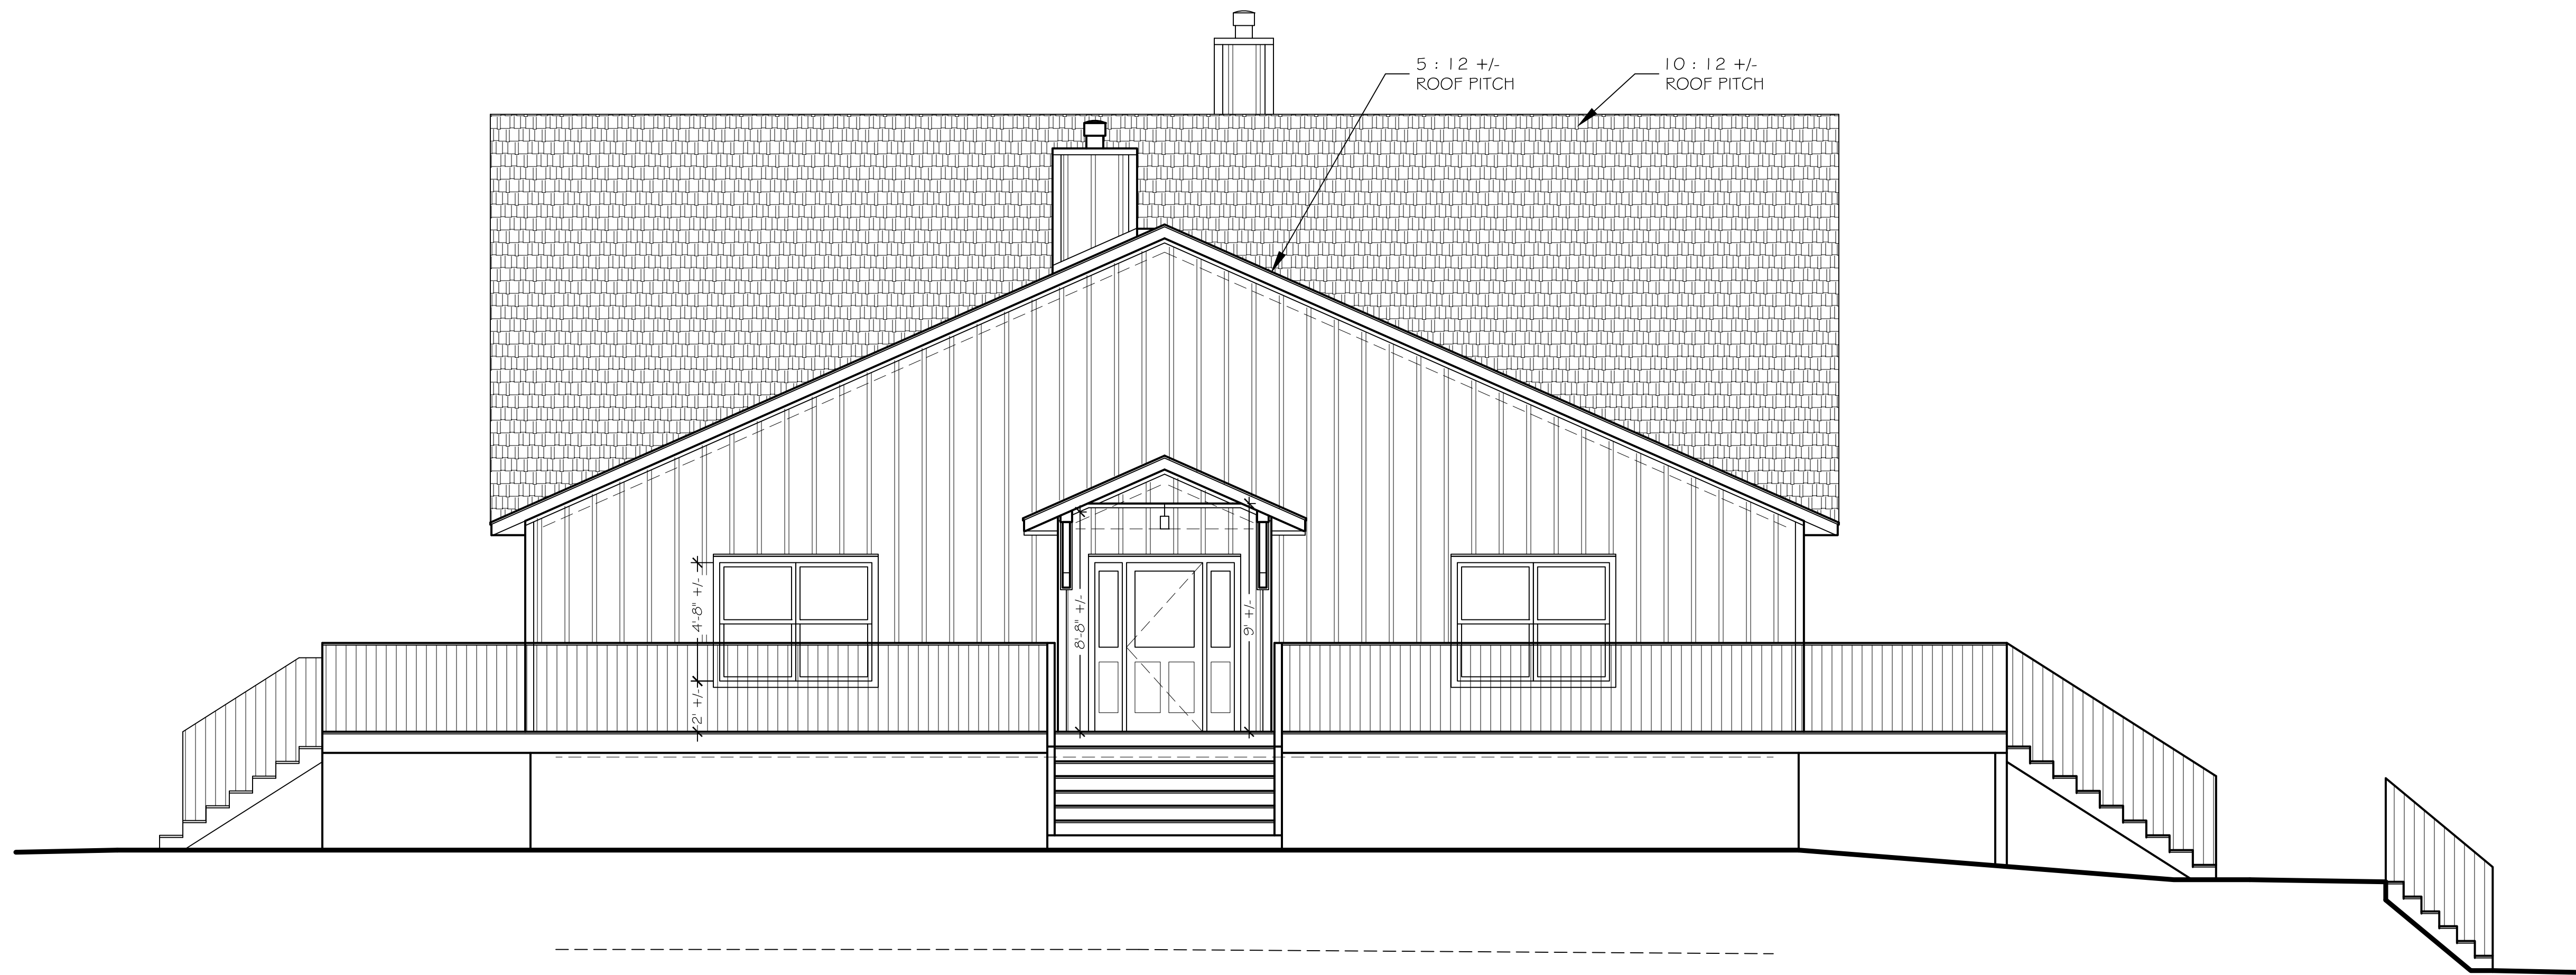 5 : 12 +/-
ROOF PITCH
10 : 12 +/-
ROOF PITCH
4'-8" +/-
2' +/-
8'-8" +/-
9' +/-